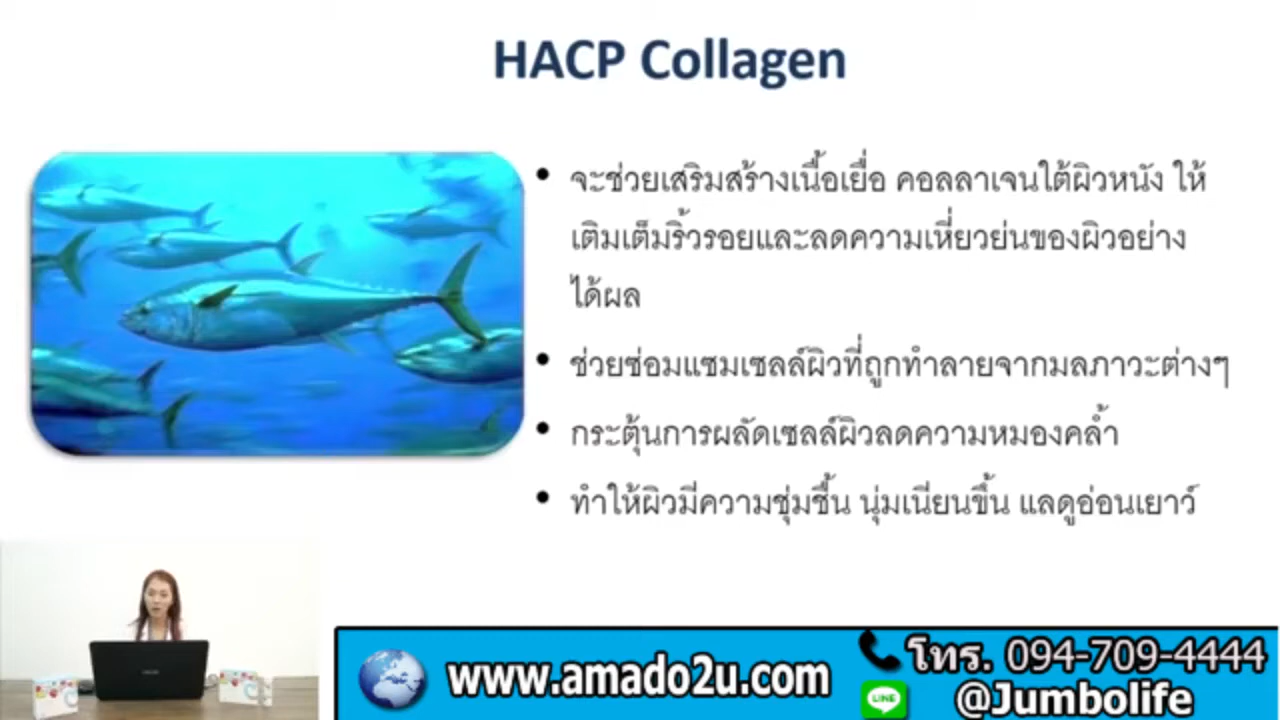 HACP Collagen
• จะช่วยเสริมสร้างเนื้อเยื่อ คอลลาเจนใต้ผิวหนัง ให้
เติมเต็มริ้วรอยและลดความเหี่ยวย่นของผิวอย่าง
ได้ผล
• ช่วยซ่อมแซมเซลล์ผิวที่ถูกทำลายจากมลภาวะต่างๆ
• กระตุ้นการผลัดเซลล์ผิวลดความหมองคล้ำ
• ทำให้ผิวมีความชุ่มชื้น นุ่มเนียนขึ้น แลดูอ่อนเยาว์
www.amado2u.com
โทร. 094-709-4444
LINE @Jumbolife